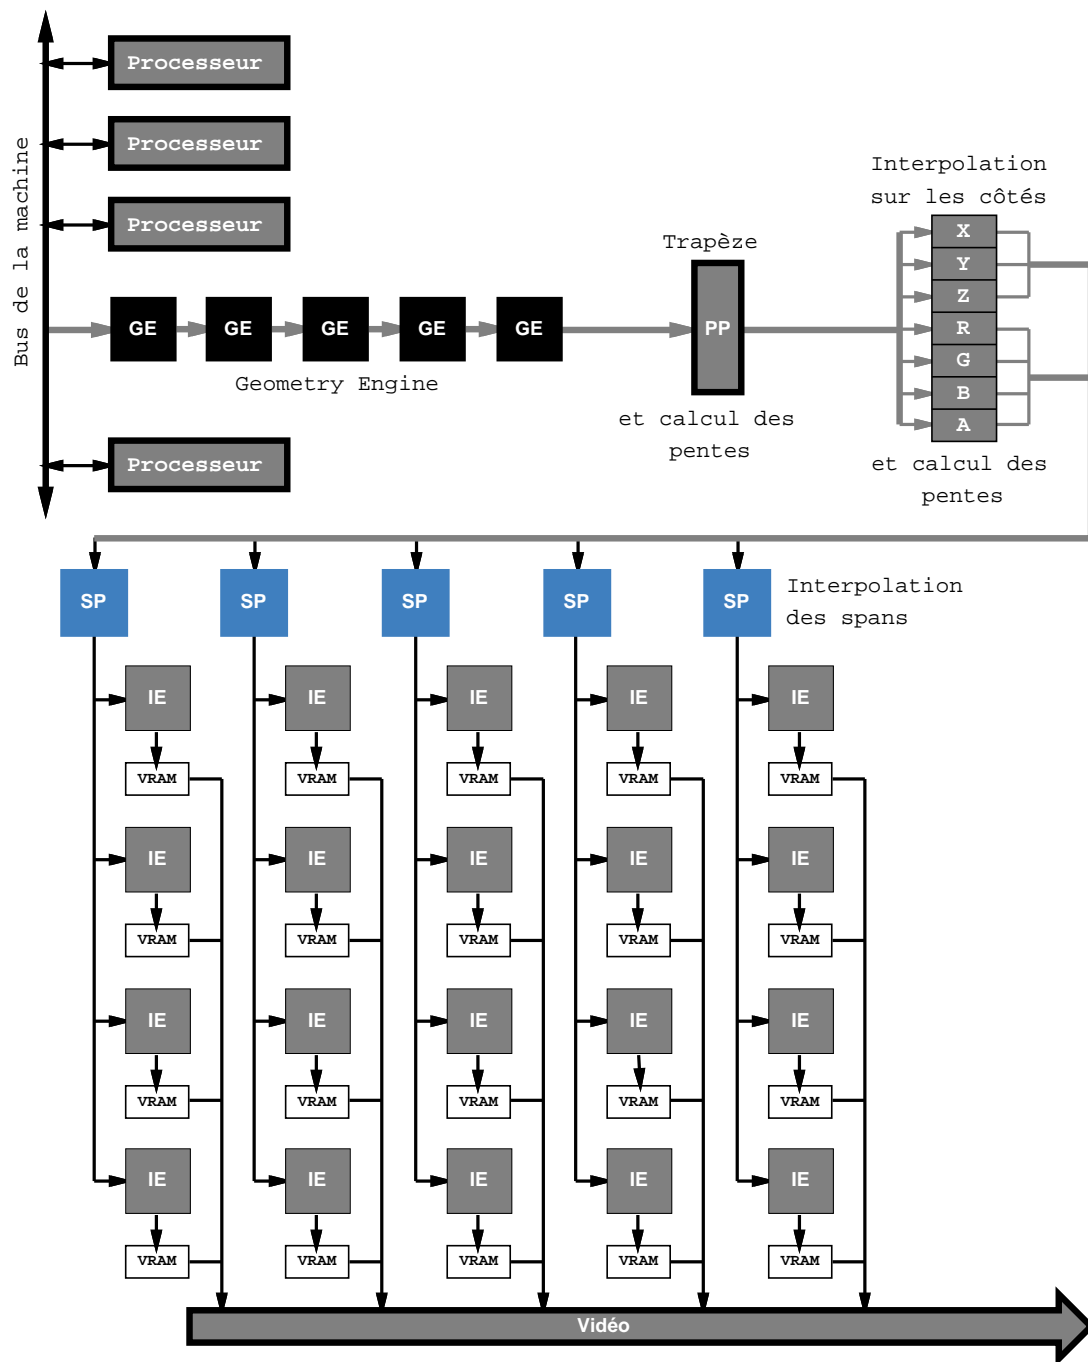 Bus de la machine
Processeur
Processeur
Processeur
GE GE GE GE GE
Geometry Engine
Processeur
Trapèze
PP
et calcul des
pentes
Interpolation
sur les côtés
X
Y
Z
R
G
B
A
et calcul des
pentes
SP SP SP SP SP
Interpolation
des spans
IE IE IE IE IE
VRAM VRAM VRAM VRAM VRAM
IE IE IE IE IE
VRAM VRAM VRAM VRAM VRAM
IE IE IE IE IE
VRAM VRAM VRAM VRAM VRAM
IE IE IE IE IE
VRAM VRAM VRAM VRAM VRAM
Vidéo